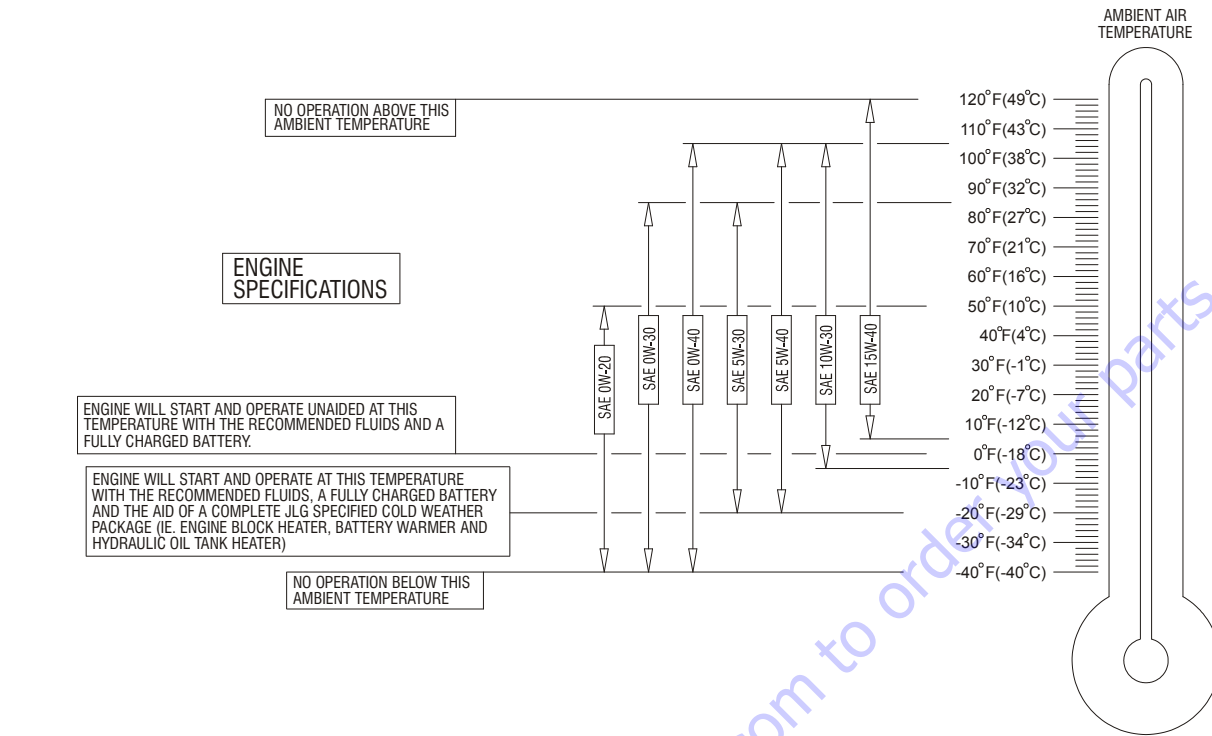 AMBIENT AIR
TEMPERATURE
NO OPERATION ABOVE THIS
AMBIENT TEMPERATURE
120°F(49°C)
110°F(43°C)
100°F(38°C)
90°F(32°C)
80°F(27°C)
70°F(21°C)
60°F(16°C)
50°F(10°C)
40°F(4°C)
30°F(-1°C)
20°F(-7°C)
10°F(-12°C)
0°F(-18°C)
-10°F(-23°C)
-20°F(-29°C)
-30°F(-34°C)
-40°F(-40°C)
ENGINE
SPECIFICATIONS
SAE 0W-20
SAE 0W-30
SAE 0W-40
SAE 5W-30
SAE 5W-40
SAE 10W-30
SAE 15W-40
ENGINE WILL START AND OPERATE UNAIDED AT THIS
TEMPERATURE WITH THE RECOMMENDED FLUIDS AND A
FULLY CHARGED BATTERY.
ENGINE WILL START AND OPERATE AT THIS TEMPERATURE
WITH THE RECOMMENDED FLUIDS, A FULLY CHARGED BATTERY
AND THE AID OF A COMPLETE JLG SPECIFIED COLD WEATHER
PACKAGE (IE. ENGINE BLOCK HEATER, BATTERY WARMER AND
HYDRAULIC OIL TANK HEATER)
NO OPERATION BELOW THIS
AMBIENT TEMPERATURE
to order your parts